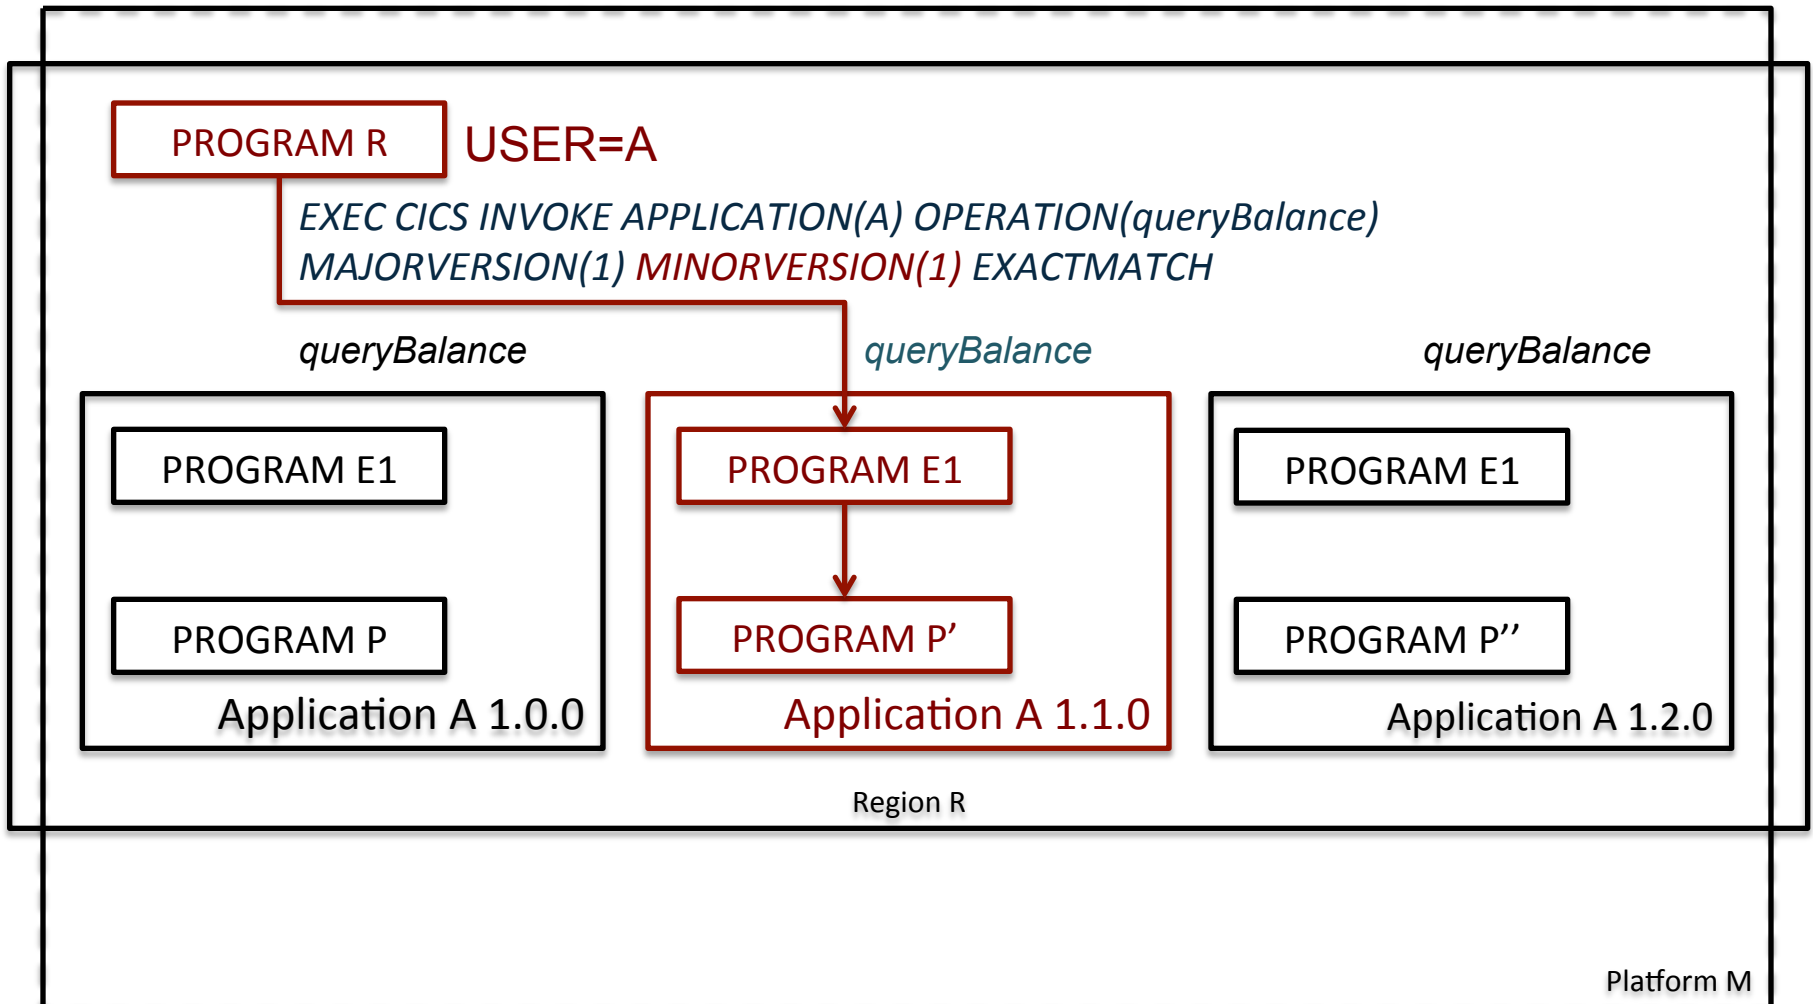 PROGRAM R
USER=A
EXEC CICS INVOKE APPLICATION(A) OPERATION(queryBalance)
MAJORVERSION(1) MINORVERSION(1) EXACTMATCH
queryBalance
queryBalance
queryBalance
PROGRAM E1
PROGRAM E1
PROGRAM E1
PROGRAM P
PROGRAM P’
PROGRAM P’’
Application A 1.0.0
Application A 1.1.0
Application A 1.2.0
Region R
Platform M